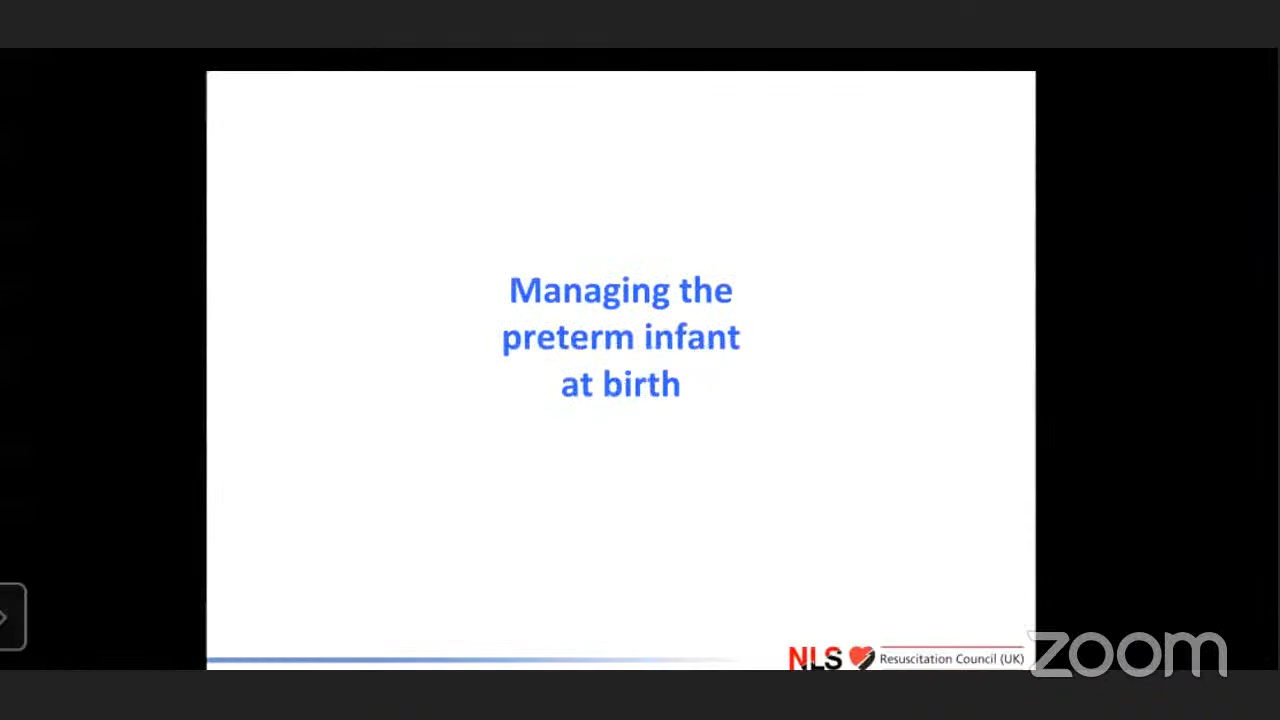 Managing the
preterm infant
at birth
NLS Resuscitation Council (UK)
zoom